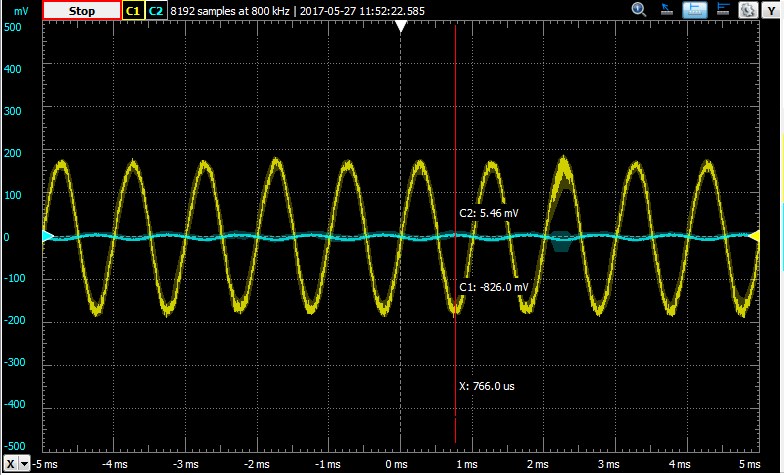 mV Stop C1 C2 8192 samples at 800 kHz | 2017-05-27 11:52:22.585 Y
500
400
300
200
C2: 5.46 mV
100
0
-100
C1: -826.0 mV
-200
-300
X: 766.0 us
-400
-500
X -5 ms -4 ms -3 ms -2 ms -1 ms 0 ms 1 ms 2 ms 3 ms 4 ms 5 ms